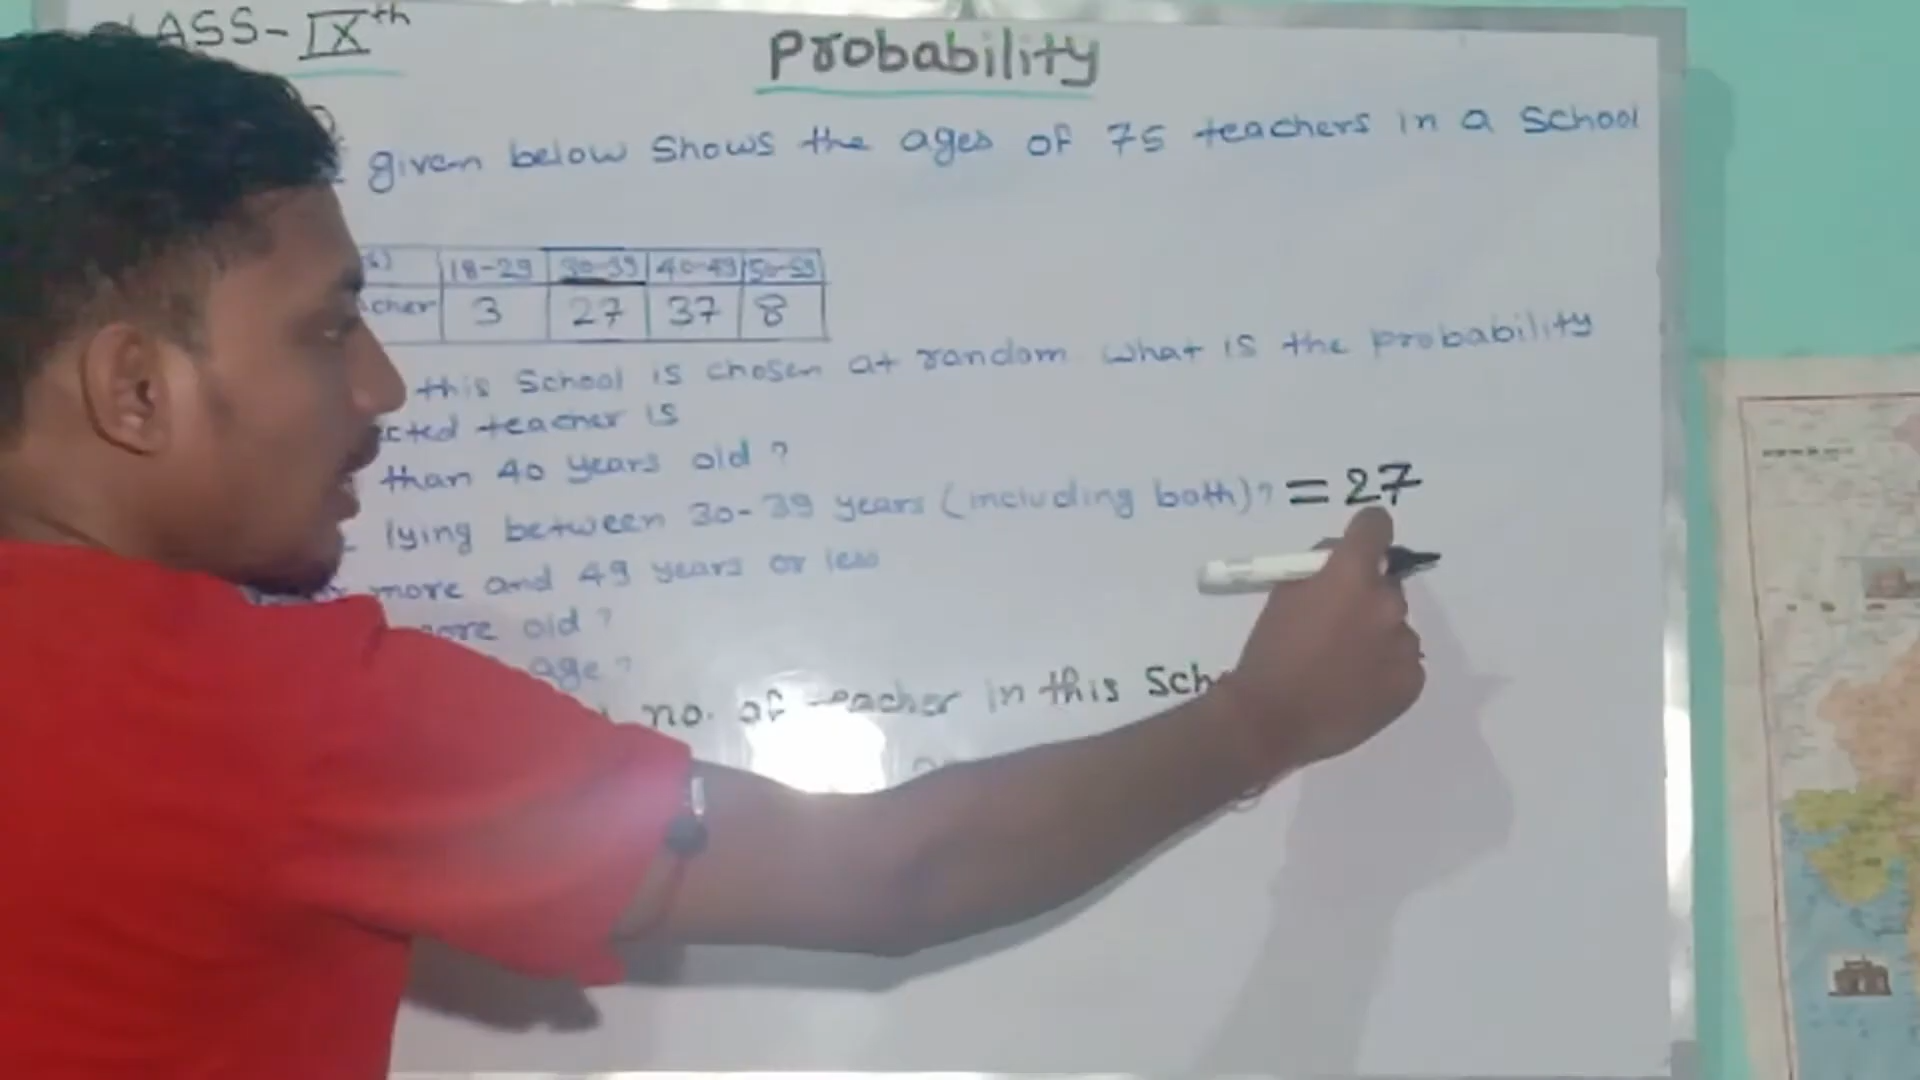 CLASS-IXth
Probability
given below shows the ages of 75 teachers in a School
18-29 30-39 40-49 50-59
cher 3 27 37 8
this School is chosen at random what is the probability
cted teacher is
than 40 years old ?
lying between 30-39 years (including both)? = 27
more and 49 years or less
more old ?
age ?
no. of teacher in this Scho